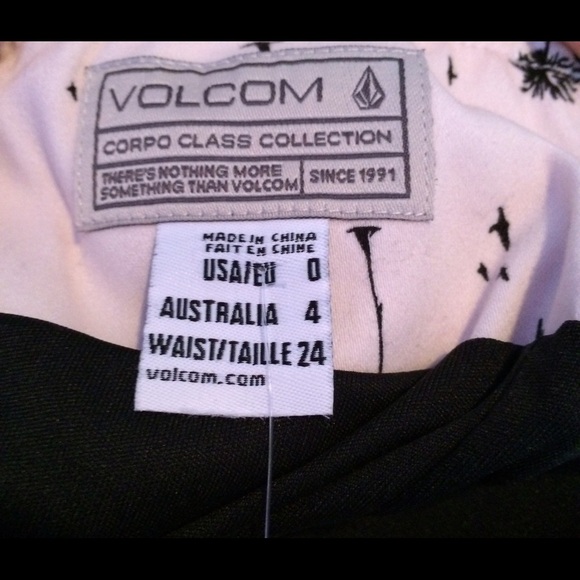 VOLCOM
CORPO CLASS COLLECTION
THERE'S NOTHING MORE
SOMETHING THAN VOLCOM
SINCE 1991
MADE IN CHINA
FAIT EN CHINE
USA/EU 0
AUSTRALIA 4
WAIST/TAILLE 24
volcom.com